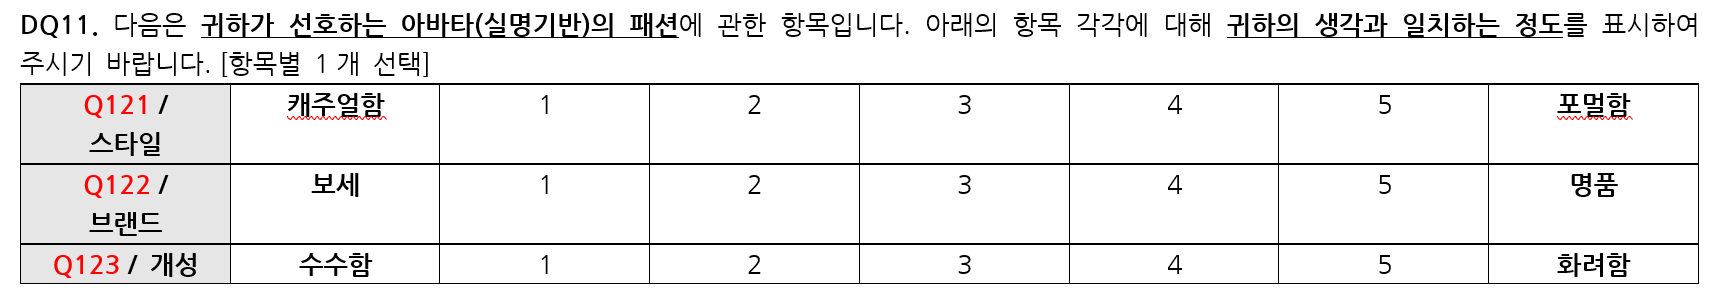 DQ11. 다음은 귀하가 선호하는 아바타(실명기반)의 패션에 관한 항목입니다. 아래의 항목 각각에 대해 귀하의 생각과 일치하는 정도를 표시하여
주시기 바랍니다. [항목별 1개 선택]
Q121 / 스타일 캐주얼함 1 2 3 4 5 포멀함
Q122 / 브랜드 보세 1 2 3 4 5 명품
Q123 / 개성 수수함 1 2 3 4 5 화려함